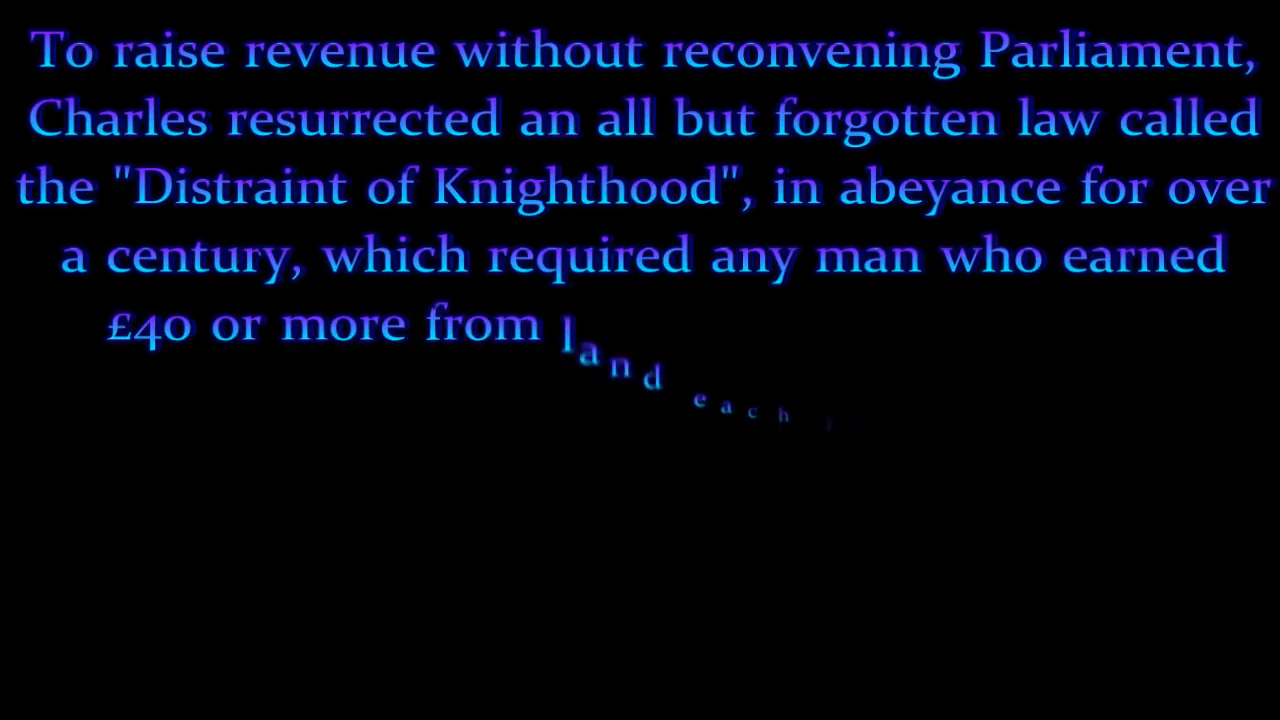 To raise revenue without reconvening Parliament,
Charles resurrected an all but forgotten law called
the "Distraint of Knighthood", in abeyance for over
a century, which required any man who earned
£40 or more from land each